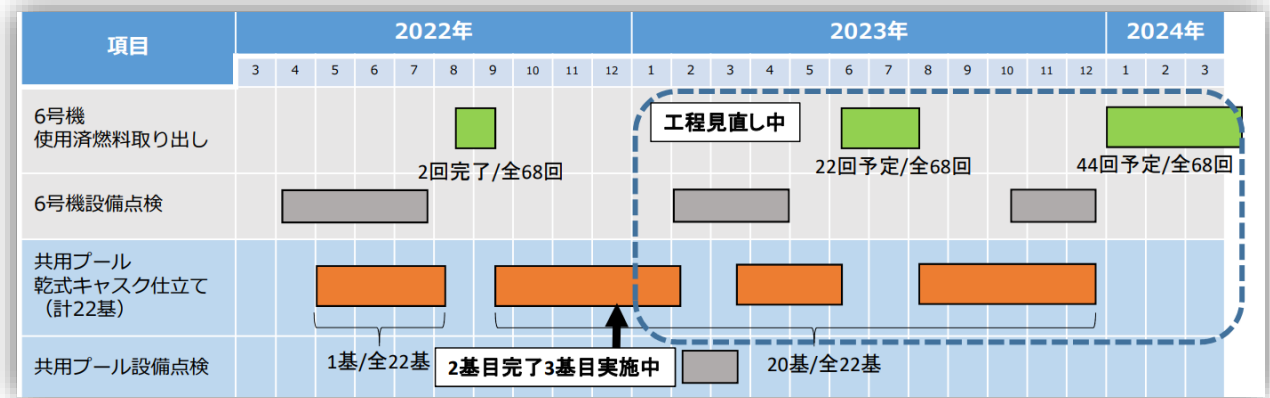 項目
2022年
2023年
2024年
3 4 5 6 7 8 9 10 11 12 1 2 3 4 5 6 7 8 9 10 11 12 1 2 3
6号機
使用済燃料取り出し
工程見直し中
2回完了/全68回
22回予定/全68回
44回予定/全68回
6号機設備点検
共用プール
乾式キャスク仕立て
(計22基)
1基/全22基
2基目完了3基目実施中
20基/全22基
共用プール設備点検